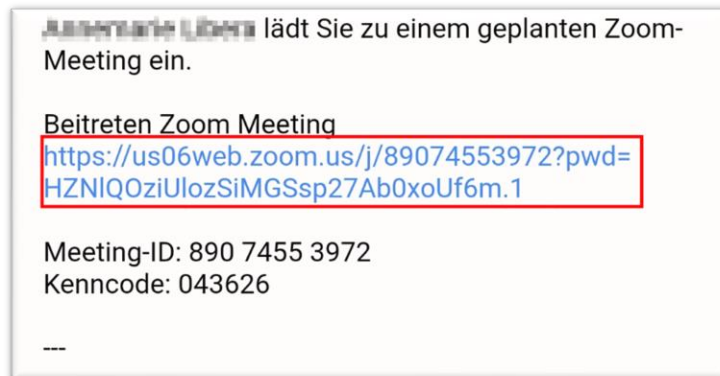 lädt Sie zu einem geplanten Zoom-
Meeting ein.
Beitreten Zoom Meeting
https://us06web.zoom.us/j/89074553972?pwd=
HZNlQOziUlozSiMGSsp27Ab0xoUf6m.1
Meeting-ID: 890 7455 3972
Kenncode: 043626
---